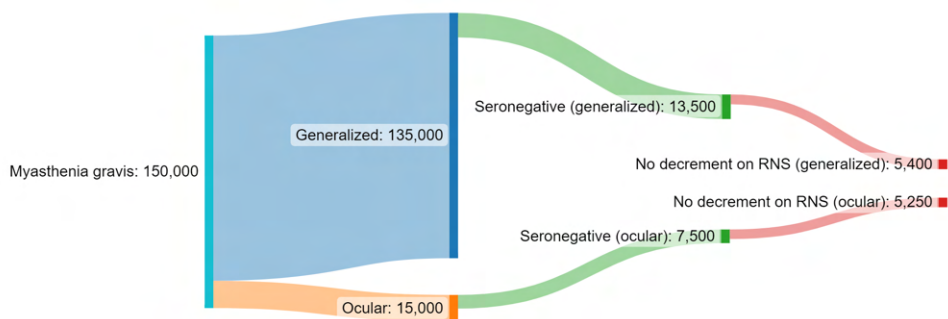 Myasthenia gravis: 150,000
Generalized: 135,000
Ocular: 15,000
Seronegative (generalized): 13,500
Seronegative (ocular): 7,500
No decrement on RNS (generalized): 5,400
No decrement on RNS (ocular): 5,250